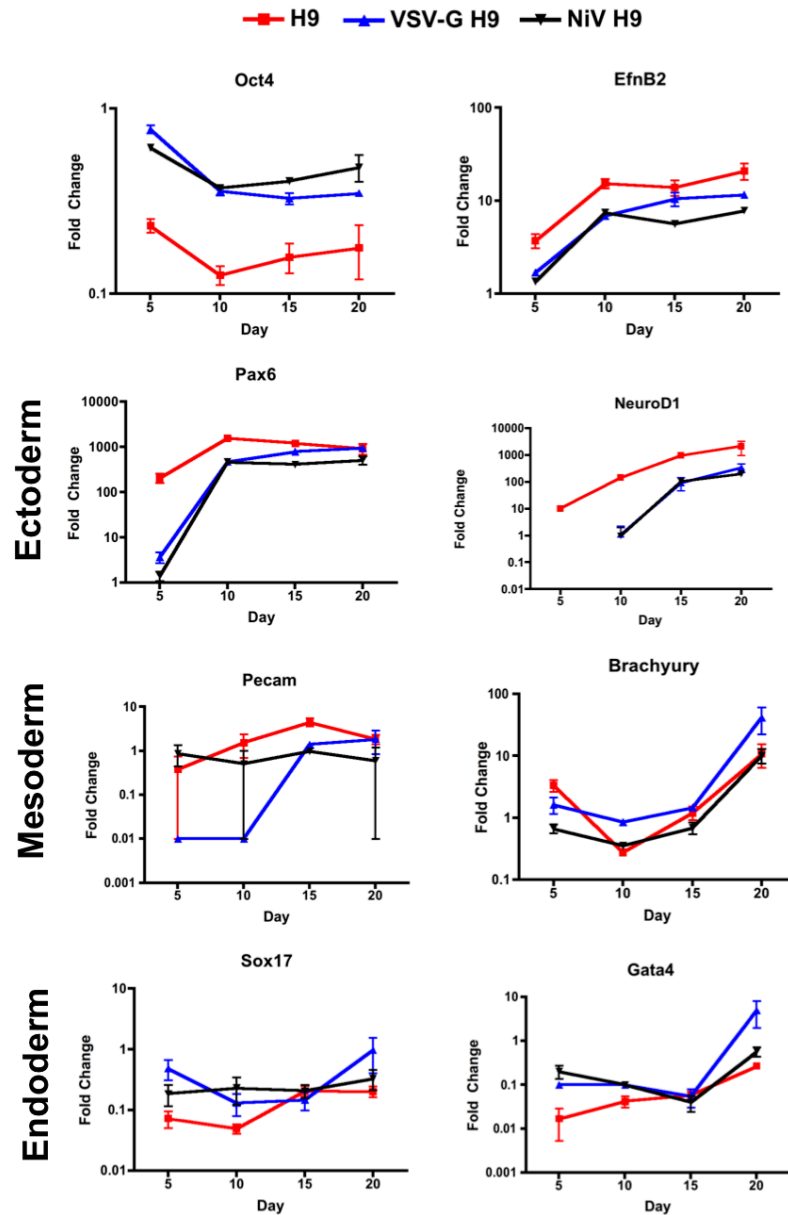 H9 VSV-G H9 NiV H9
Oct4
Fold Change
1
0.1
5 10 15 20
Day
EfnB2
Fold Change
100
10
1
5 10 15 20
Day
Ectoderm
Pax6
Fold Change
10000
1000
100
10
1
5 10 15 20
Day
NeuroD1
Fold Change
10000
1000
100
10
1
0.1
0.01
5 10 15 20
Day
Mesoderm
Pecam
Fold Change
10
1
0.1
0.01
0.001
5 10 15 20
Day
Brachyury
Fold Change
100
10
1
0.1
5 10 15 20
Day
Endoderm
Sox17
Fold Change
10
1
0.1
0.01
5 10 15 20
Day
Gata4
Fold Change
10
1
0.1
0.01
0.001
5 10 15 20
Day